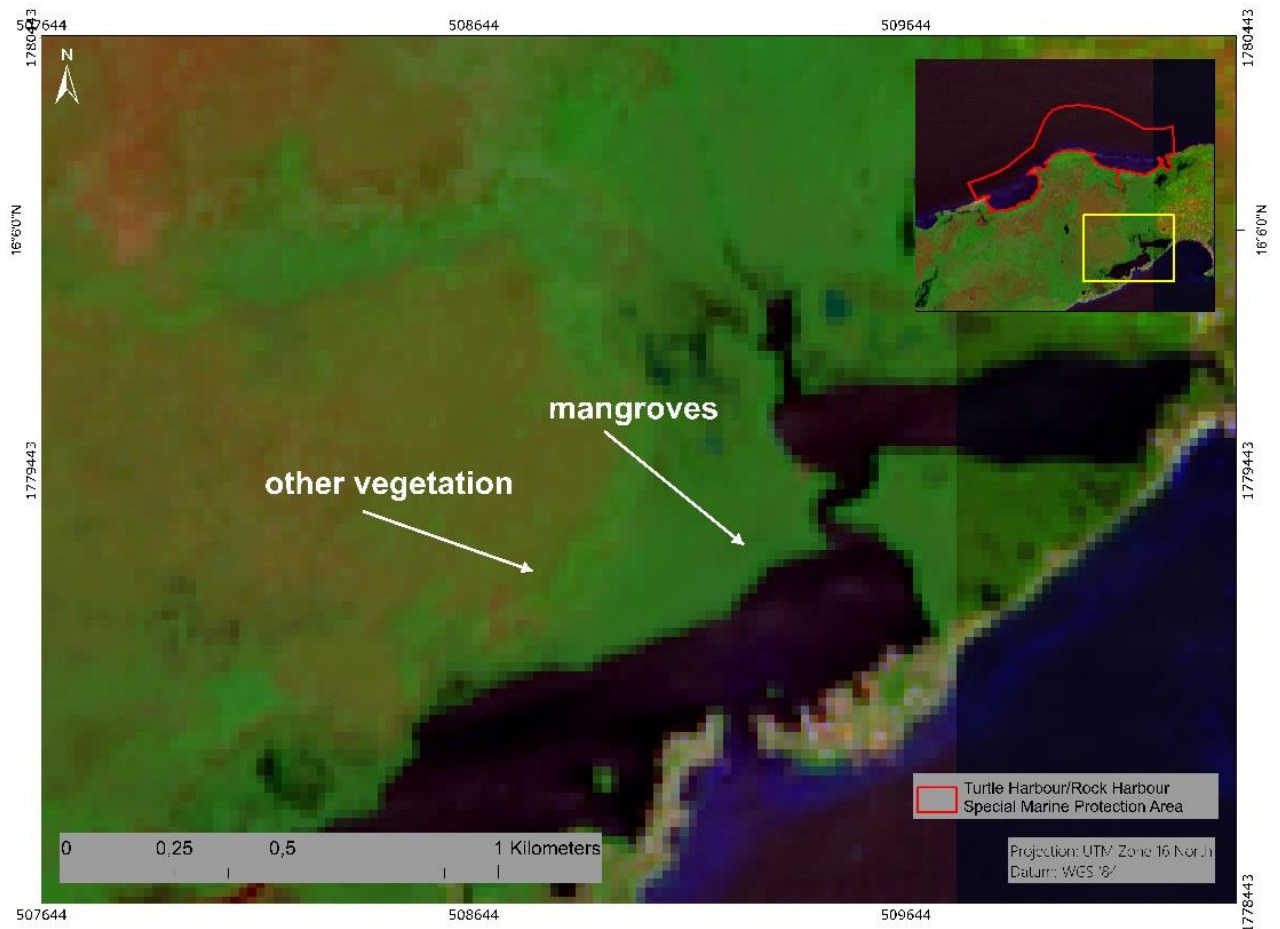 507644
508644
509644
1780443
1780443
N
16°6'0"N
16°6'0"N
mangroves
1779443
1779443
other vegetation
Turtle Harbour/Rock Harbour
Special Marine Protection Area
0 0,25 0,5 1 Kilometers
Projection: UTM Zone 16 North
Datum: WGS '84
1778443
507644
508644
509644